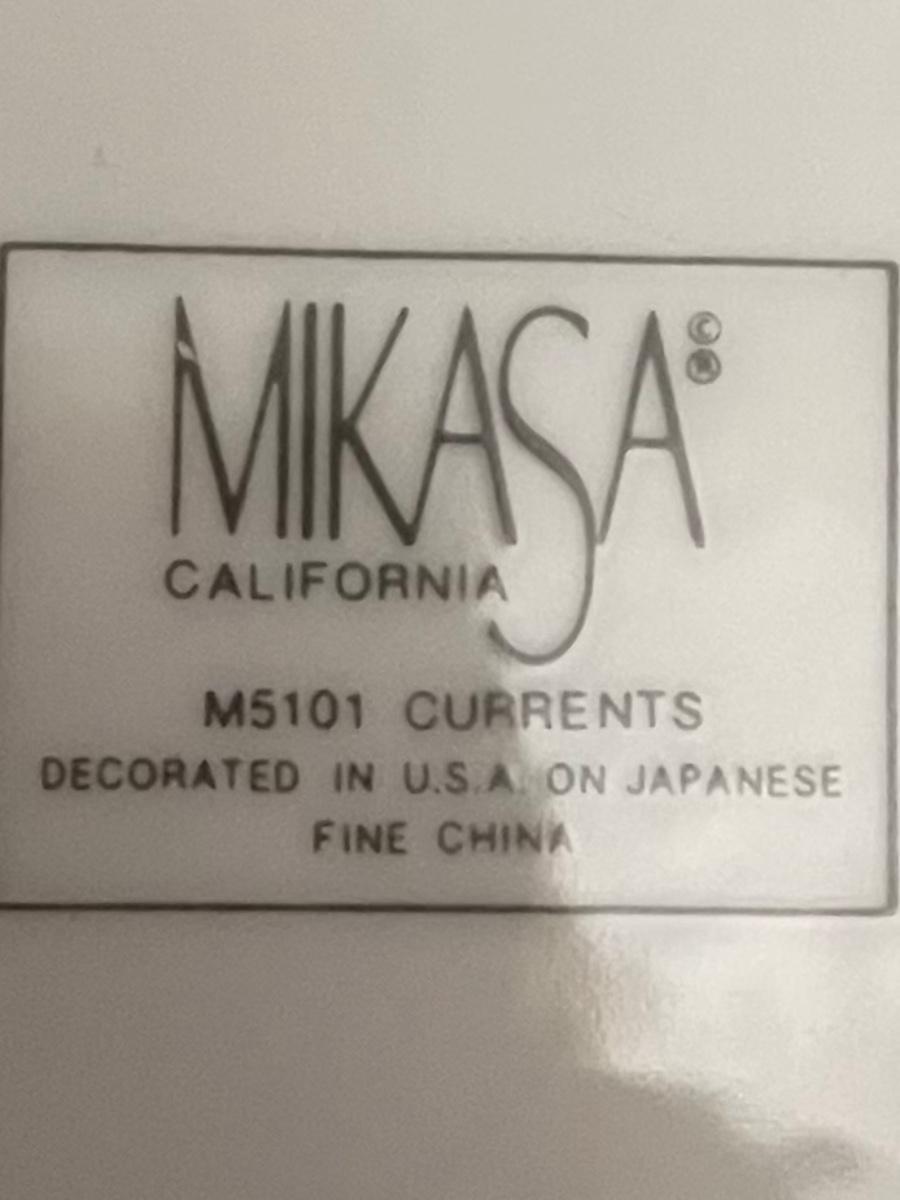 MIKASA©®
CALIFORNIA
M5101 CURRENTS
DECORATED IN U.S.A. ON JAPANESE
FINE CHINA